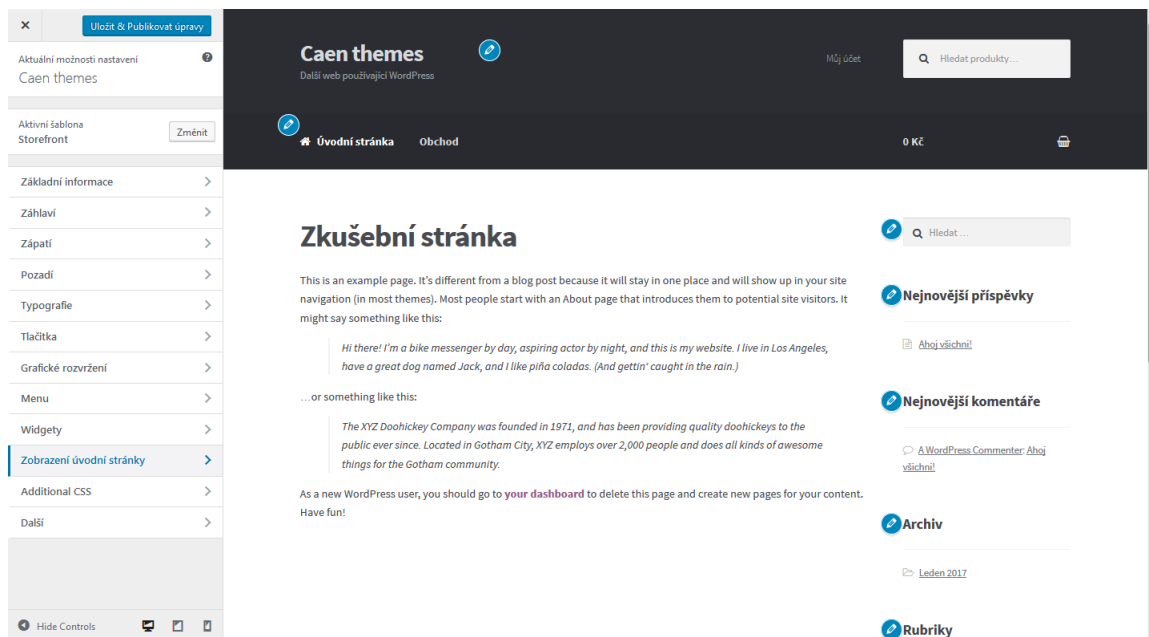 Uložit & Publikovat úpravy
Aktuální možnosti nastavení
Caen themes
Aktivní šablona
Storefront
Změnit
Základní informace
Záhlaví
Zápatí
Pozadí
Typografie
Tlačítka
Grafické rozvržení
Menu
Widgety
Zobrazení úvodní stránky
Additional CSS
Další
Hide Controls
Caen themes
Další web používající WordPress
Můj účet
Hledat produkty…
Úvodní stránka
Obchod
0 Kč
Zkušební stránka
This is an example page. It's different from a blog post because it will stay in one place and will show up in your site
navigation (in most themes). Most people start with an About page that introduces them to potential site visitors. It
might say something like this:
Hi there! I'm a bike messenger by day, aspiring actor by night, and this is my website. I live in Los Angeles,
have a great dog named Jack, and I like piña coladas. (And gettin' caught in the rain.)
…or something like this:
The XYZ Doohickey Company was founded in 1971, and has been providing quality doohickeys to the
public ever since. Located in Gotham City, XYZ employs over 2,000 people and does all kinds of awesome
things for the Gotham community.
As a new WordPress user, you should go to your dashboard to delete this page and create new pages for your content.
Have fun!
Hledat …
Nejnovější příspěvky
Ahoj všichni!
Nejnovější komentáře
A WordPress Commenter: Ahoj
všichni!
Archiv
Leden 2017
Rubriky